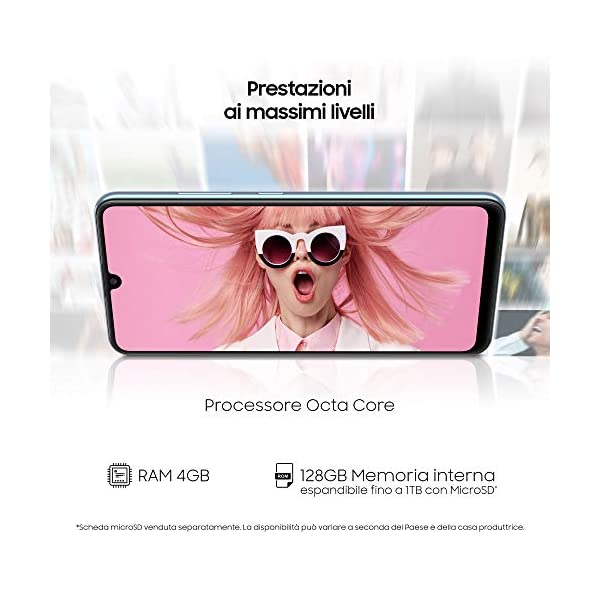 Prestazioni
ai massimi livelli
Processore Octa Core
RAM 4GB
ROM
128GB Memoria interna
espandibile fino a 1TB con MicroSD*
*Scheda microSD venduta separatamente. La disponibilità può variare a seconda del Paese e della casa produttrice.